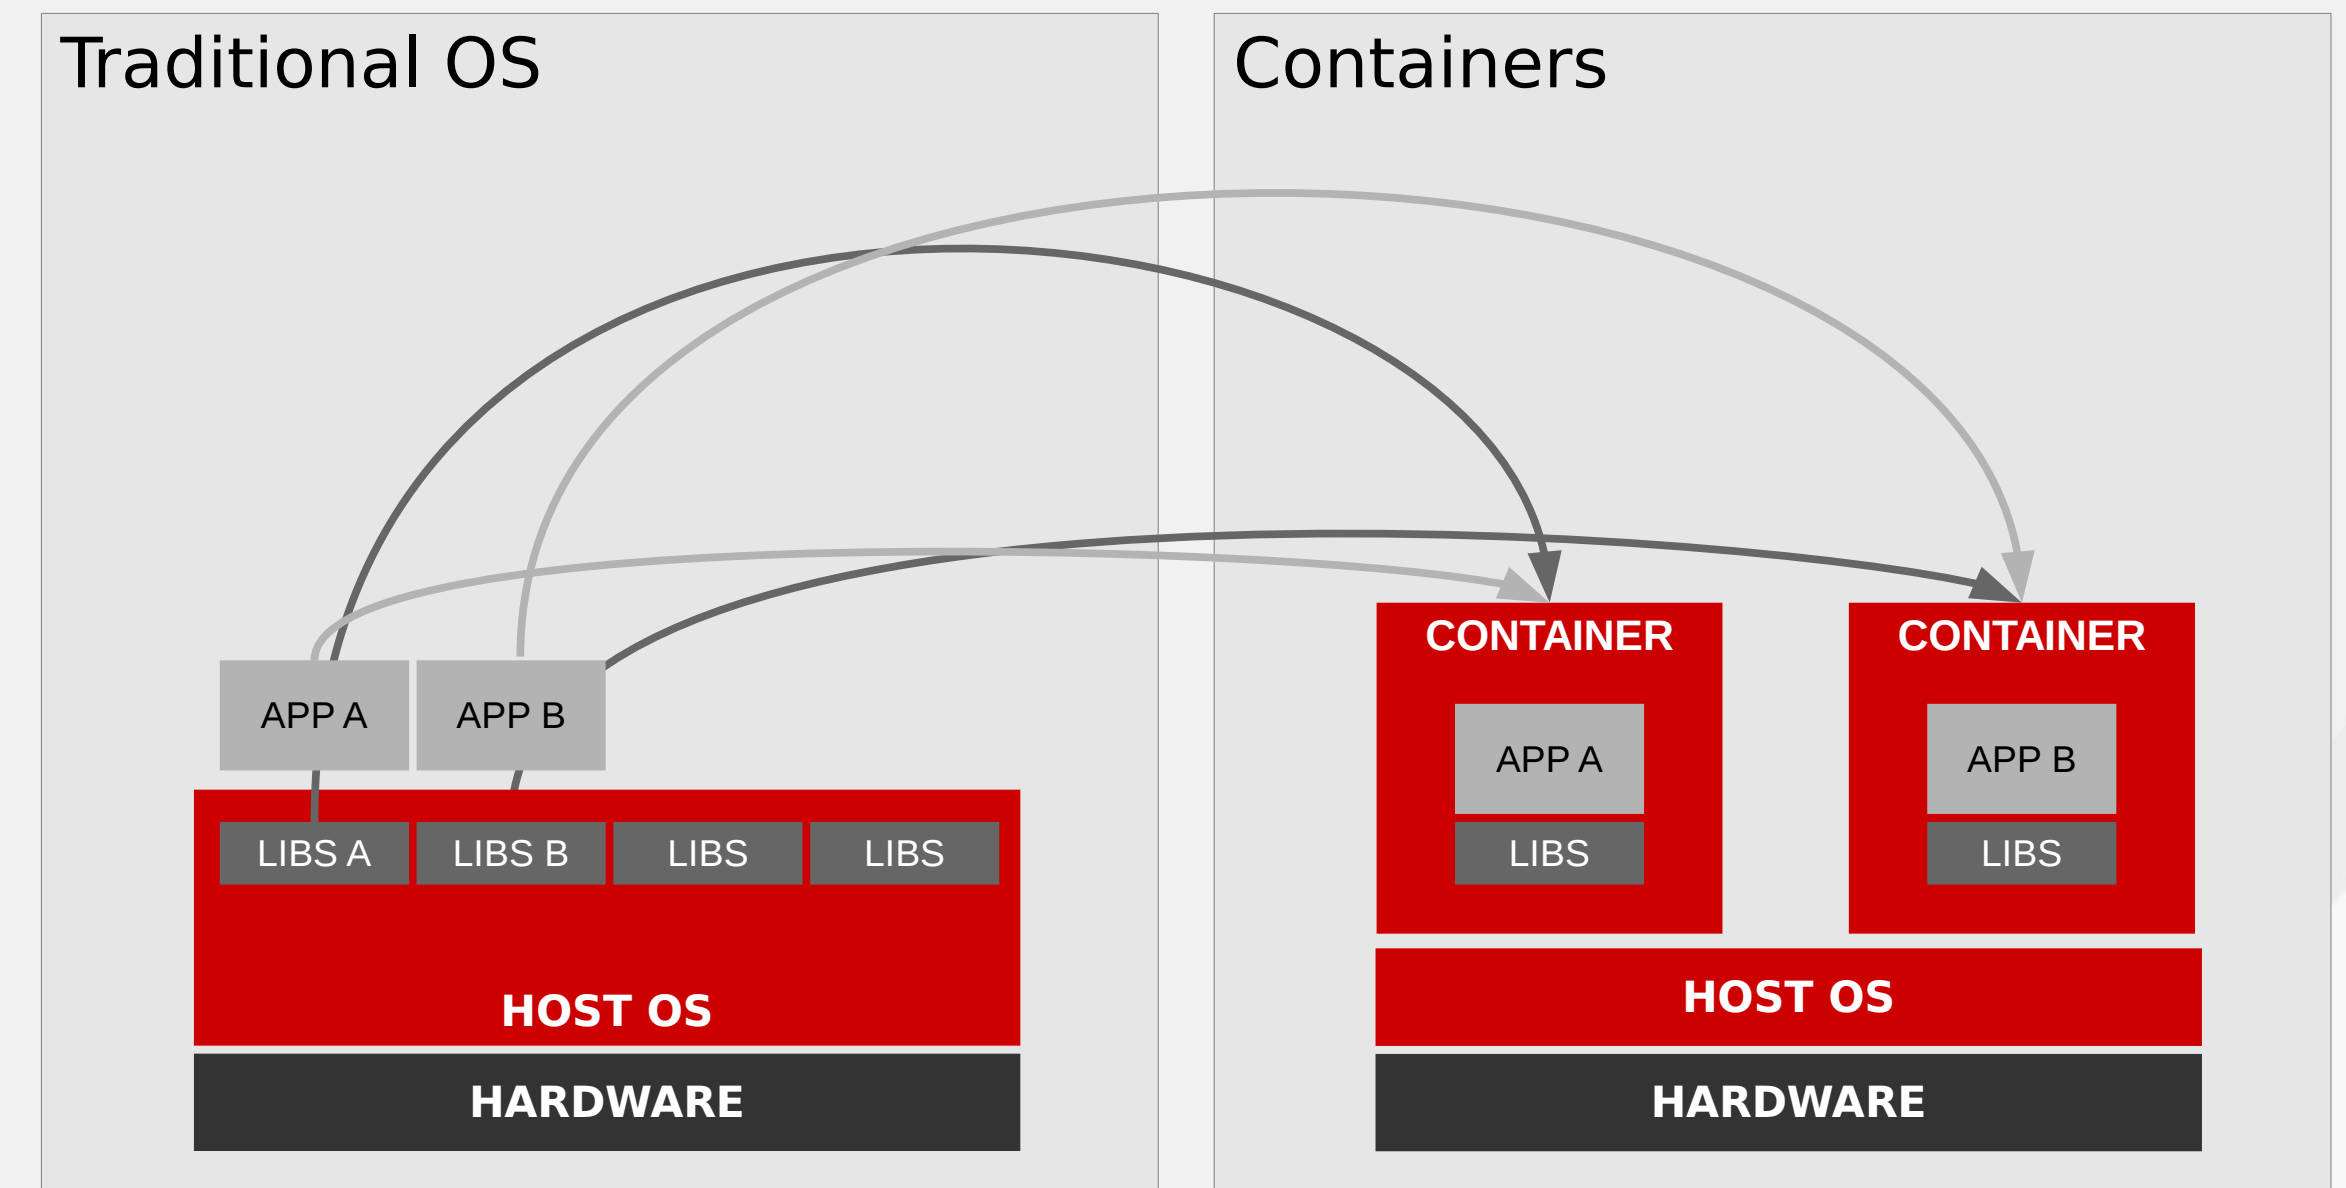 Traditional OS
APP A
APP B
LIBS A
LIBS B
LIBS
LIBS
HOST OS
HARDWARE
Containers
CONTAINER
APP A
LIBS
CONTAINER
APP B
LIBS
HOST OS
HARDWARE